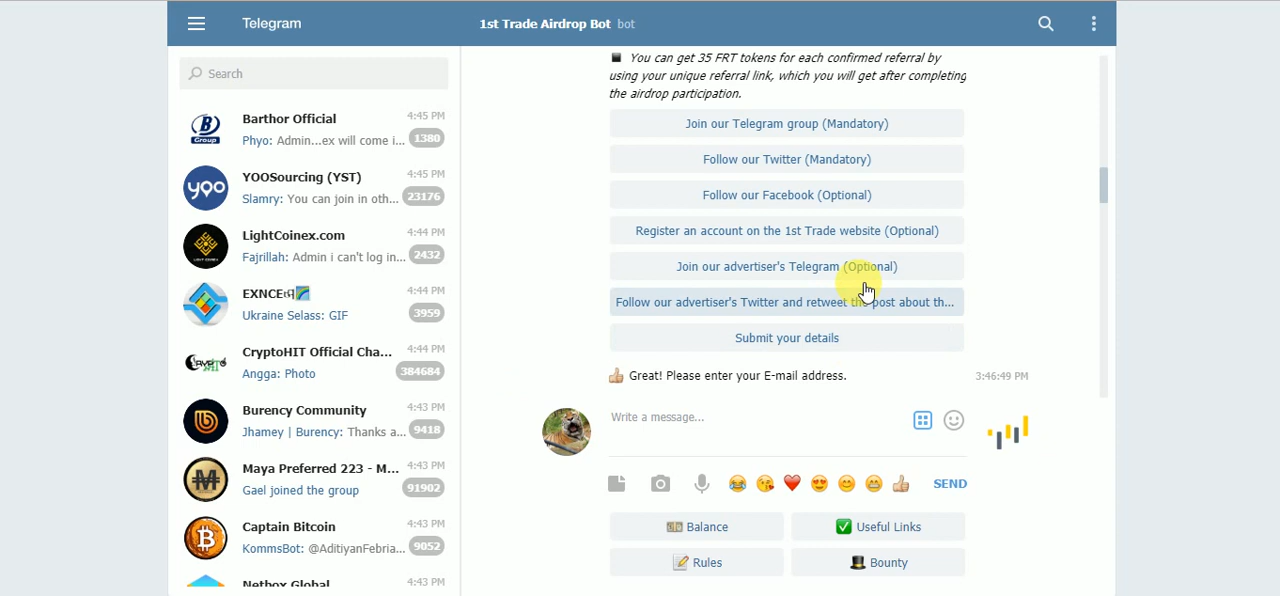 Telegram
1st Trade Airdrop Bot bot
Search
Barthor Official 4:45 PM
Phyo: Admin...ex will come i... 1380
YOOSourcing (YST) 4:45 PM
Slamry: You can join in oth... 23176
LightCoinex.com 4:44 PM
Fajrillah: Admin i can't log in... 2432
4:44 PM
Ukraine Selass: GIF 3959
CryptoHIT Official Cha... 4:44 PM
Angga: Photo 384684
Burency Community 4:43 PM
Jhamey | Burency: Thanks a... 9418
Maya Preferred 223 - M... 4:43 PM
Gael joined the group 91902
Captain Bitcoin 4:43 PM
KommsBot: @AditiyanFebria... 9052
Netbox Global 4:43 PM
You can get 35 FRT tokens for each confirmed referral by
using your unique referral link, which you will get after completing
the airdrop participation.
Join our Telegram group (Mandatory)
Follow our Twitter (Mandatory)
Follow our Facebook (Optional)
Register an account on the 1st Trade website (Optional)
Join our advertiser's Telegram (Optional)
Follow our advertiser's Twitter and retweet the post about th...
Submit your details
👍 Great! Please enter your E-mail address. 3:46:49 PM
Write a message...
SEND
Balance
Useful Links
Rules
Bounty